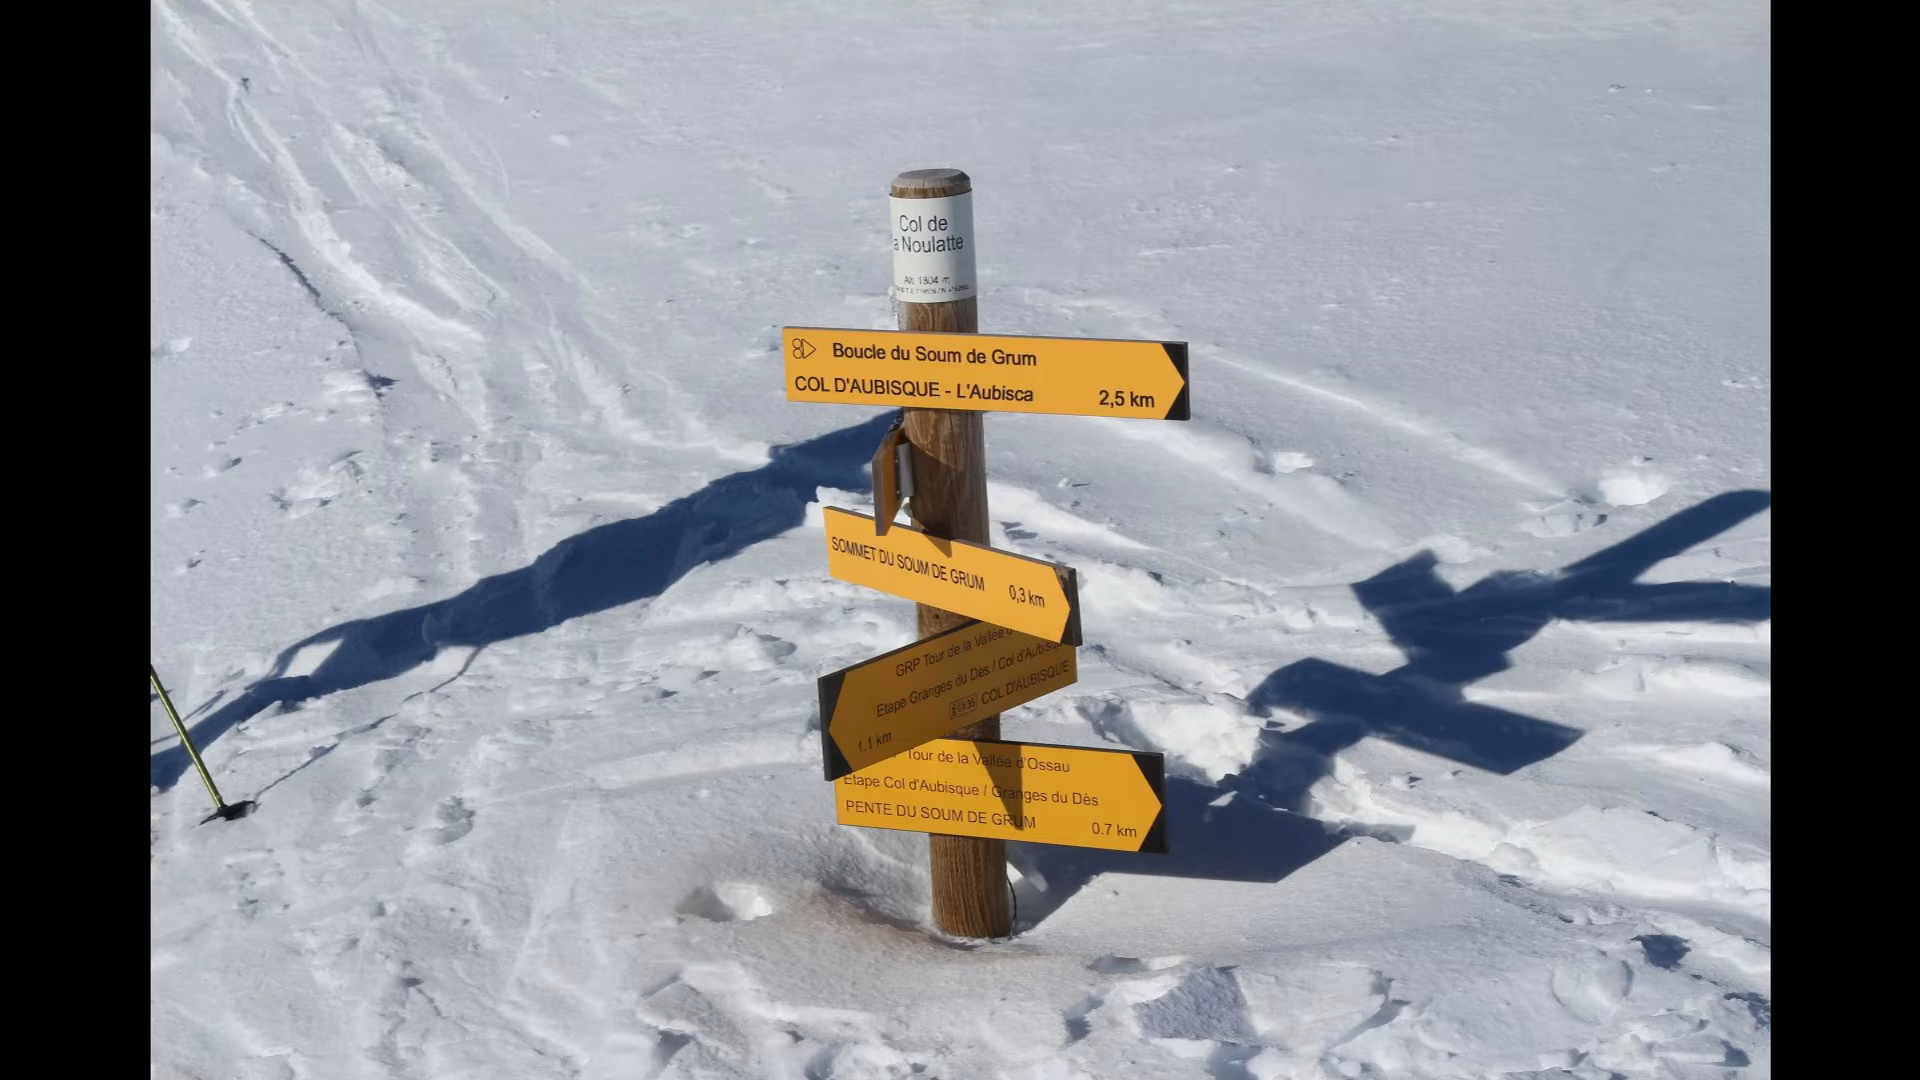 Col de
a Noulatte
Alt. 1804 m
Boucle du Soum de Grum
COL D'AUBISQUE - L'Aubisca
2,5 km
SOMMET DU SOUM DE GRUM
0,3 km
GRP Tour de la Vallée d
Etape Granges du Dès / Col d'Aubisq
COL D'AUBISQUE
1.1 km
Tour de la Vallée d'Ossau
Etape Col d'Aubisque / Granges du Dès
PENTE DU SOUM DE GRUM
0.7 km